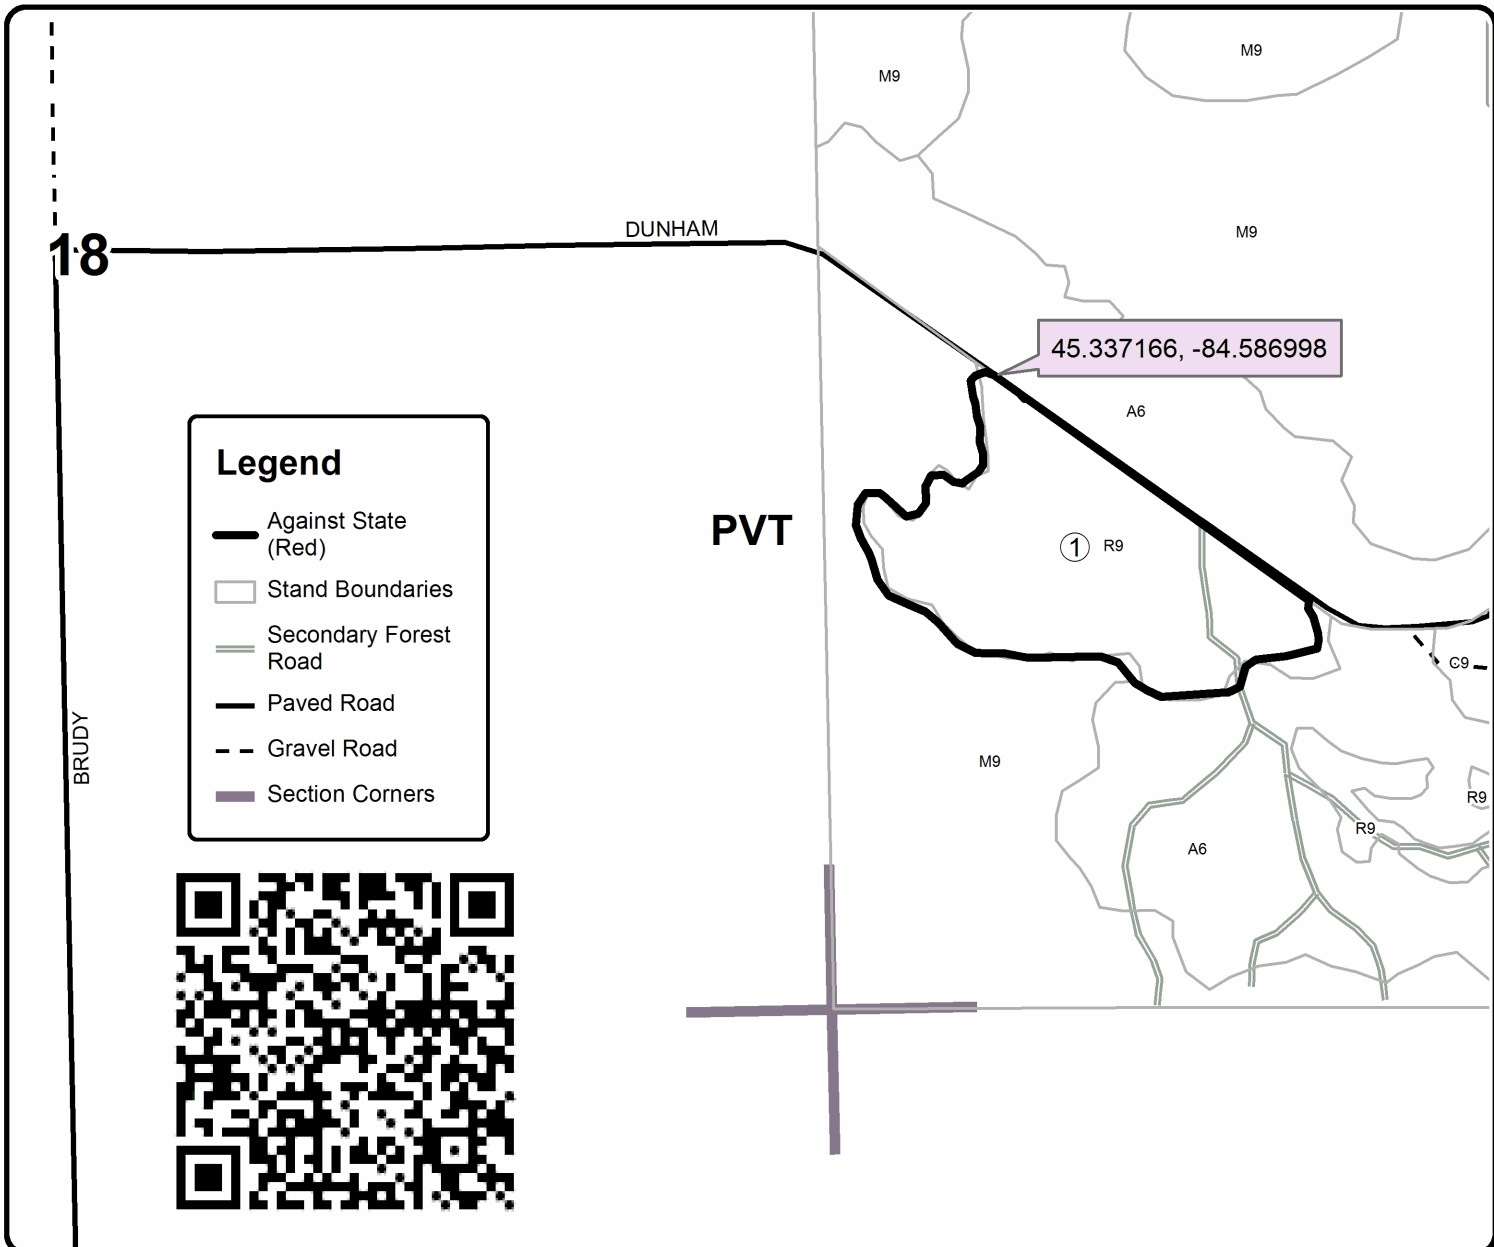 M9
M9
M9
DUNHAM
18
45.337166, -84.586998
A6
Legend
Against State
(Red)
Stand Boundaries
Secondary Forest
Road
Paved Road
Gravel Road
Section Corners
PVT
1 R9
C9
BRUDY
M9
R9
R9
A6